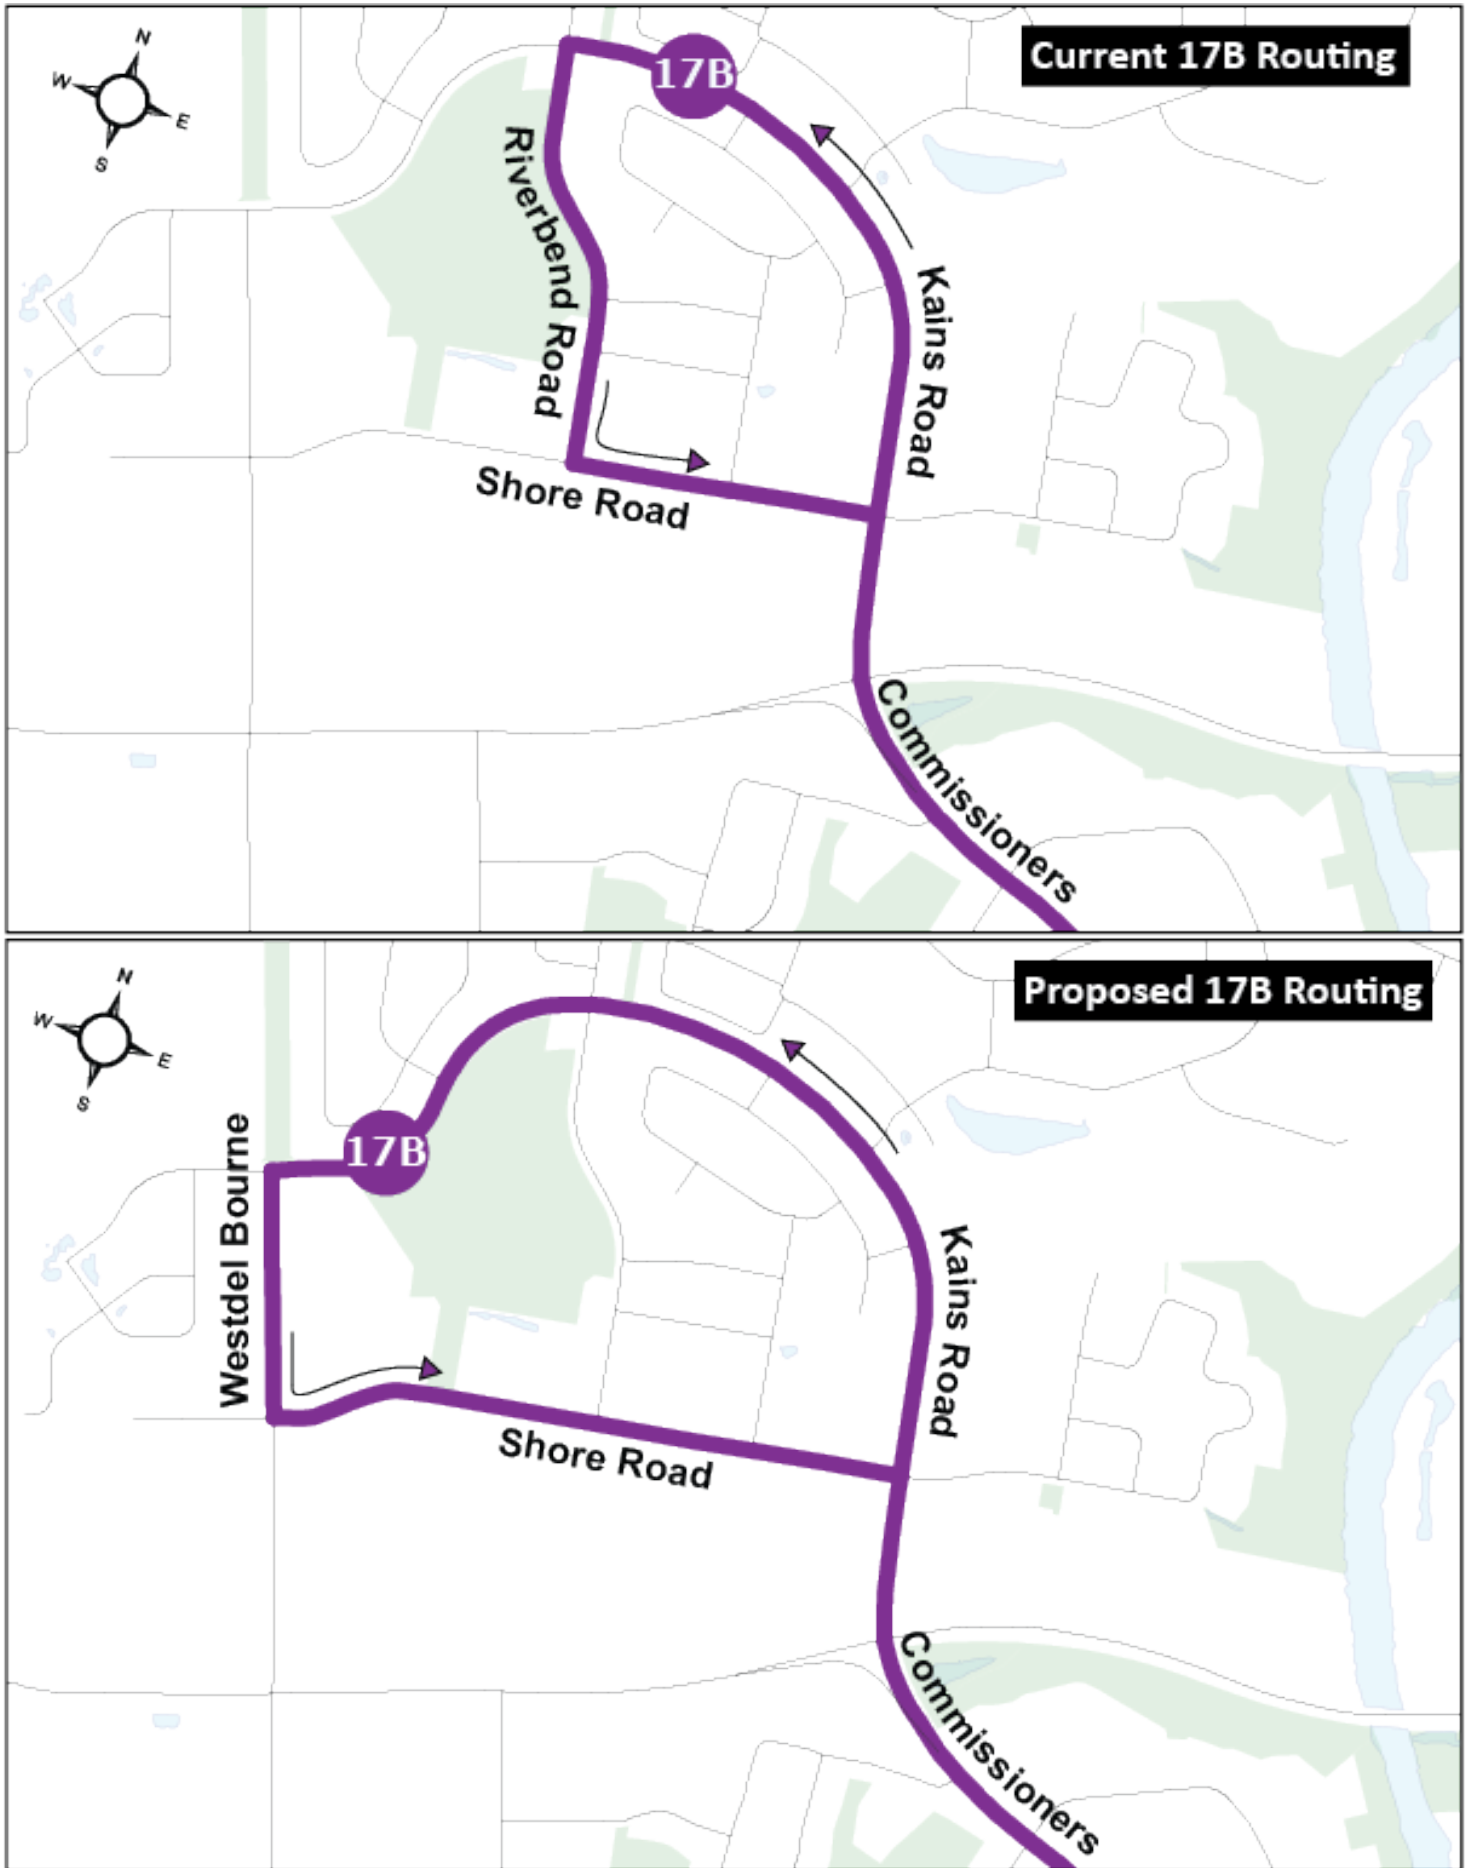 N
W
E
S
17B
Current 17B Routing
Riverbend Road
Kains Road
Shore Road
Commissioners
N
W
E
S
Proposed 17B Routing
17B
Westdel Bourne
Kains Road
Shore Road
Commissioners